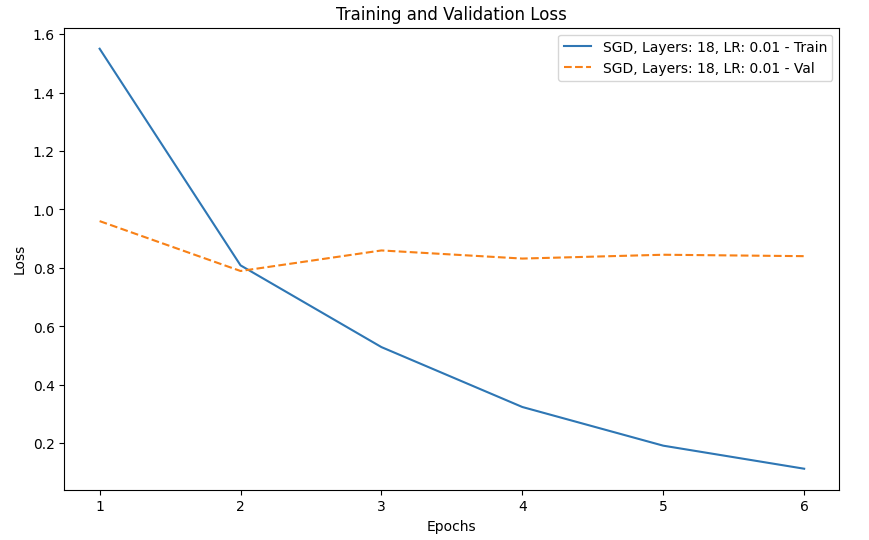 Training and Validation Loss
SGD, Layers: 18, LR: 0.01 - Train
SGD, Layers: 18, LR: 0.01 - Val
1.6
1.4
1.2
1.0
0.8
0.6
0.4
0.2
Loss
1 2 3 4 5 6
Epochs